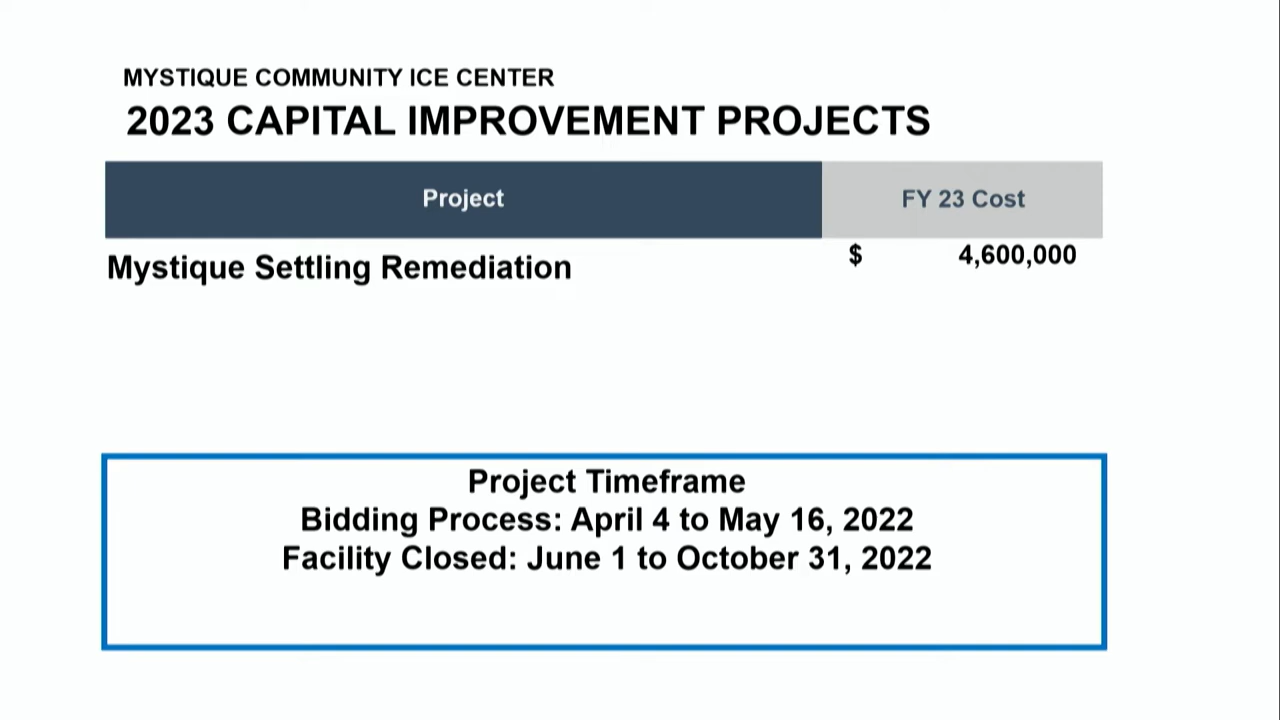 MYSTIQUE COMMUNITY ICE CENTER
2023 CAPITAL IMPROVEMENT PROJECTS
Project FY 23 Cost
Mystique Settling Remediation $ 4,600,000
Project Timeframe
Bidding Process: April 4 to May 16, 2022
Facility Closed: June 1 to October 31, 2022